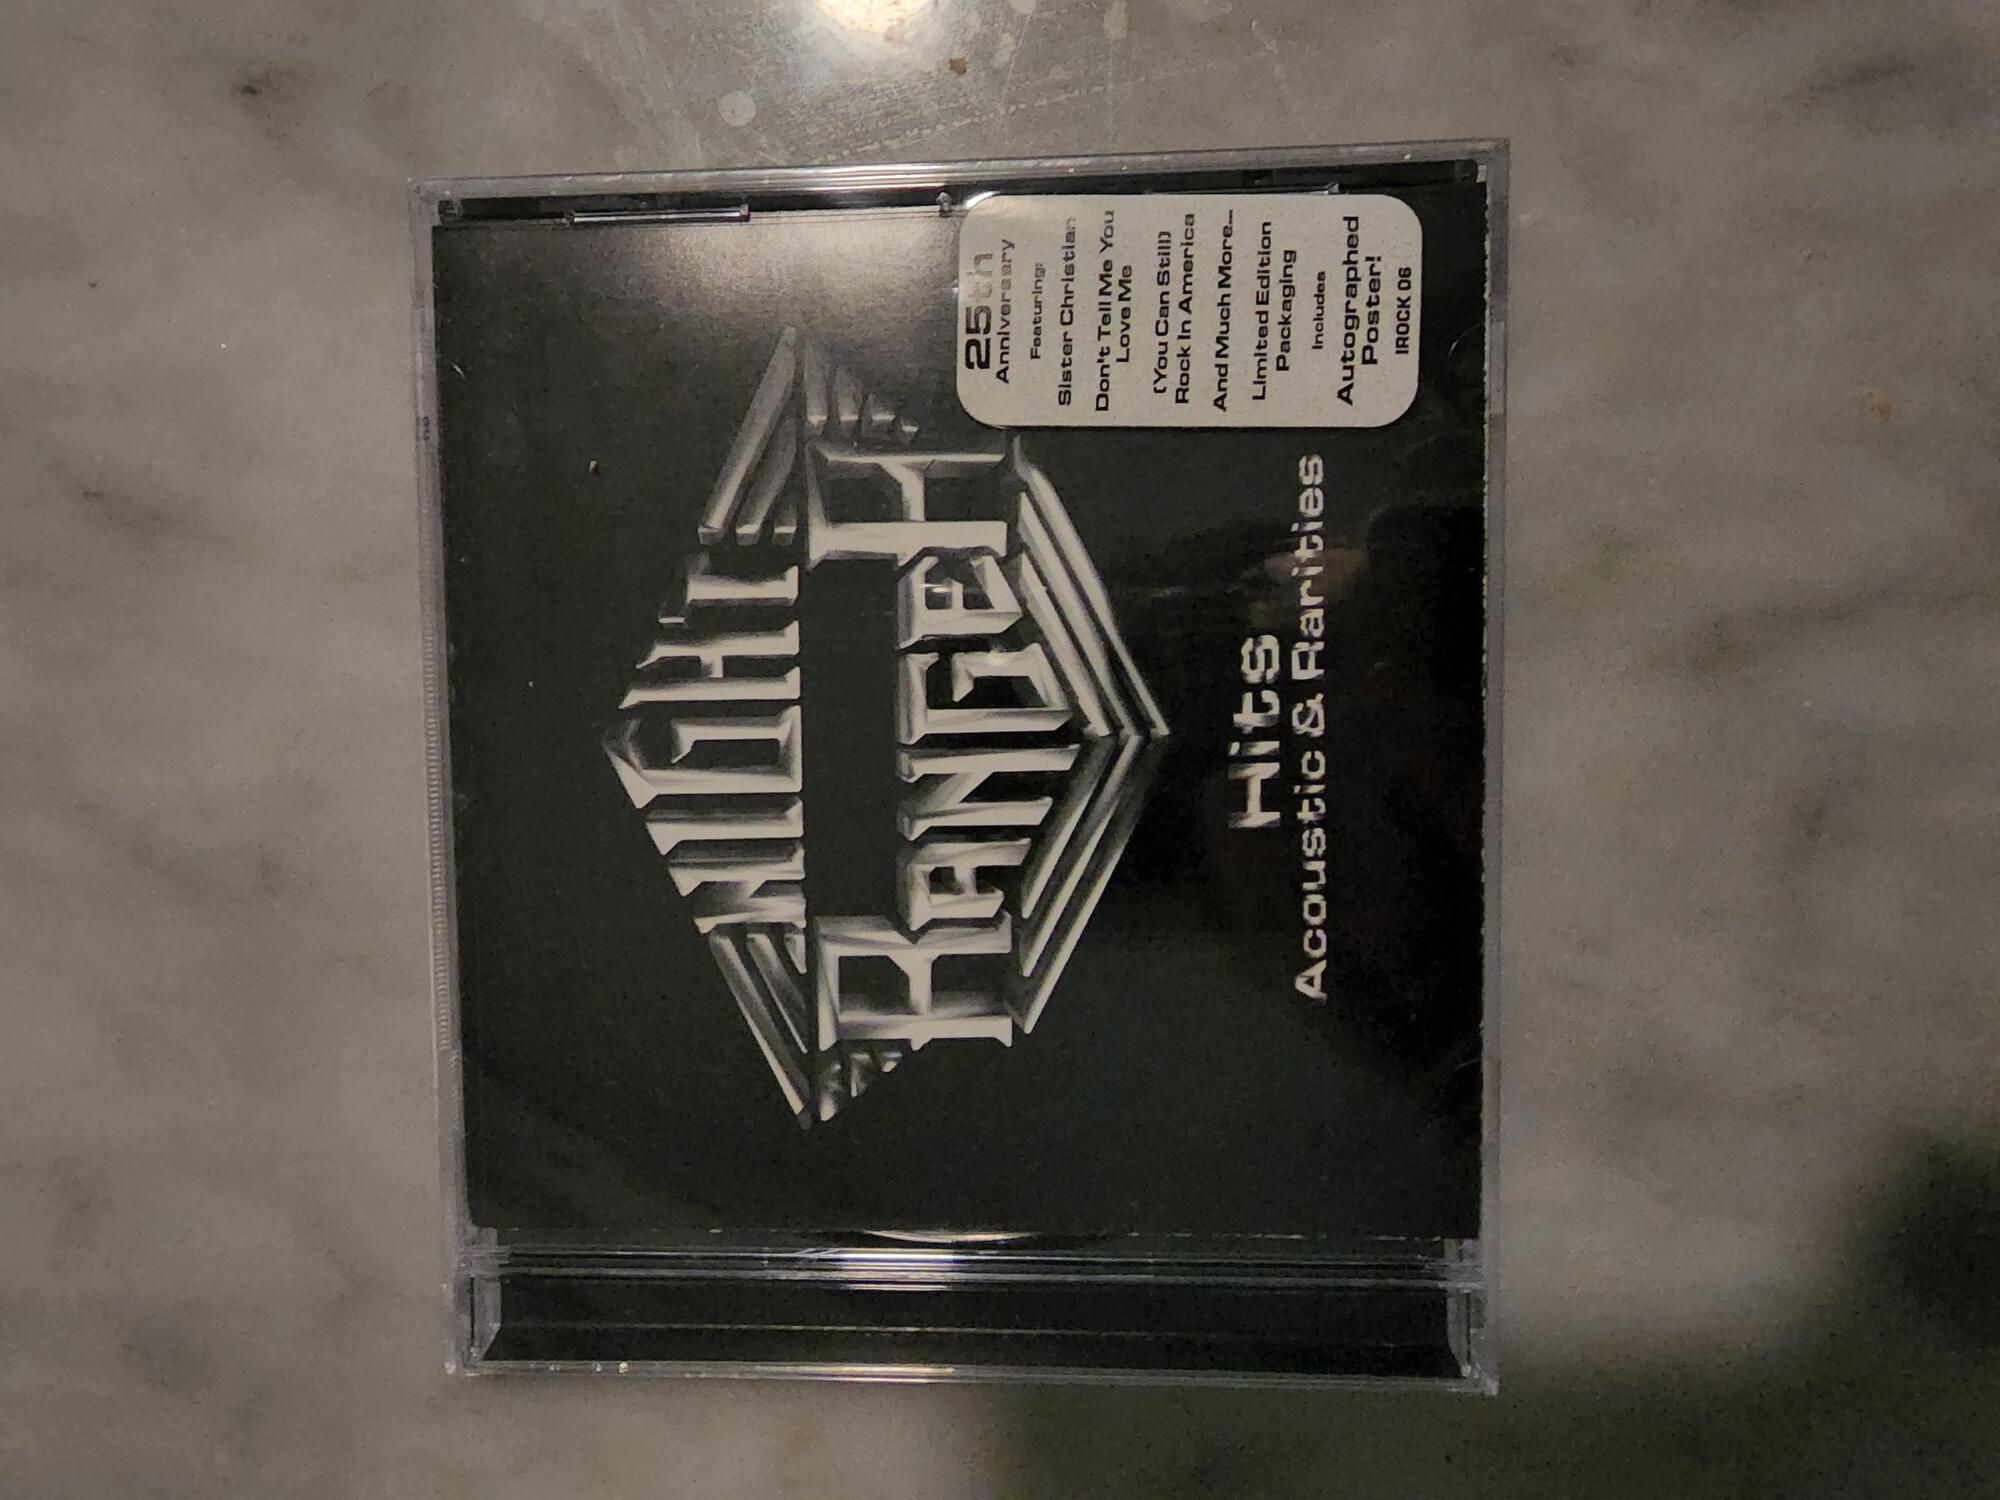 NIGHT
RANGER
Hits
Acoustic & Rarities
25th
Anniversary
Featuring:
Sister Christian
Don't Tell Me You
Love Me
(You Can Still)
Rock In America
And Much More...
Limited Edition
Packaging
Includes
Autographed
Poster!
IROCK 06